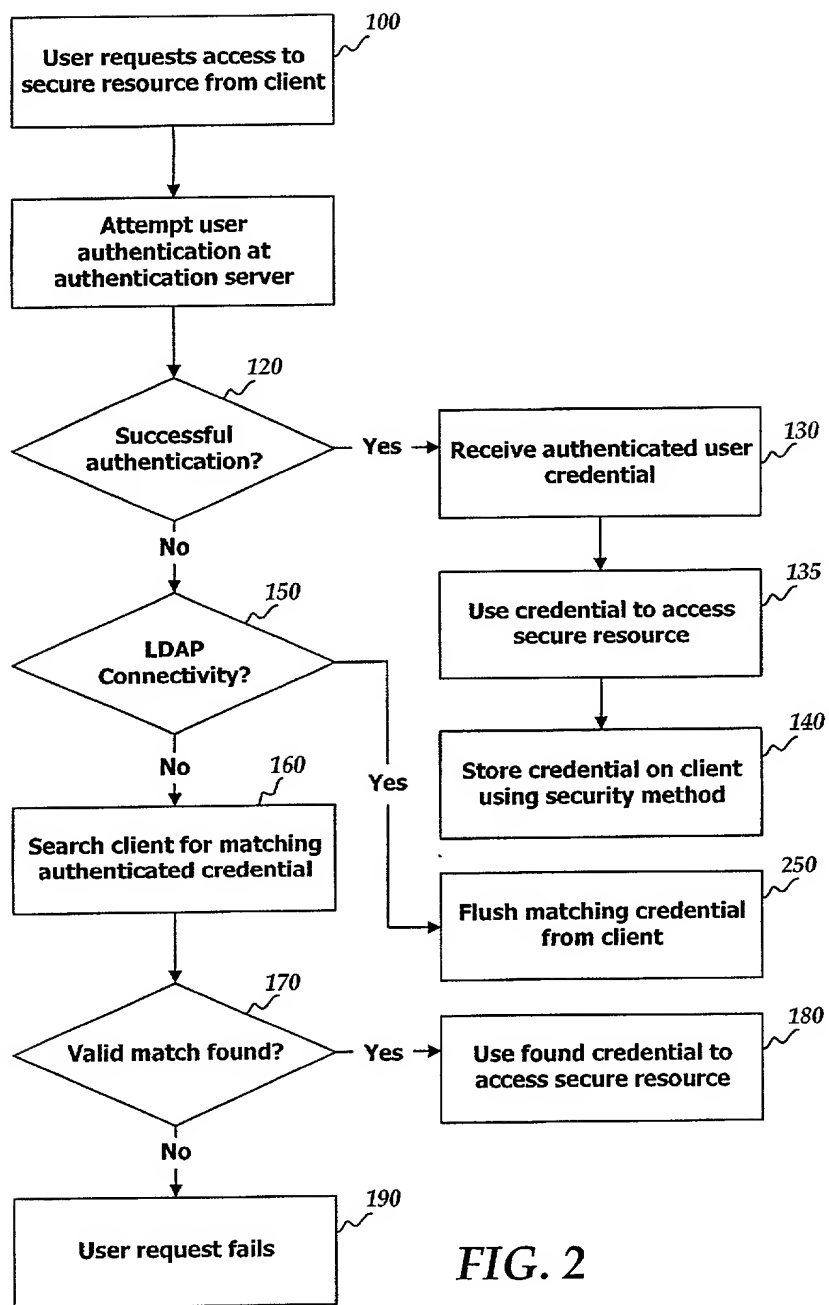 100
User requests access to
secure resource from client
Attempt user
authentication at
authentication server
120
Successful
authentication?
Yes
130
Receive authenticated user
credential
No
135
Use credential to access
secure resource
150
LDAP
Connectivity?
140
Store credential on client
using security method
No
Yes
160
Search client for matching
authenticated credential
250
Flush matching credential
from client
170
Valid match found?
Yes
180
Use found credential to
access secure resource
No
190
User request fails
FIG. 2